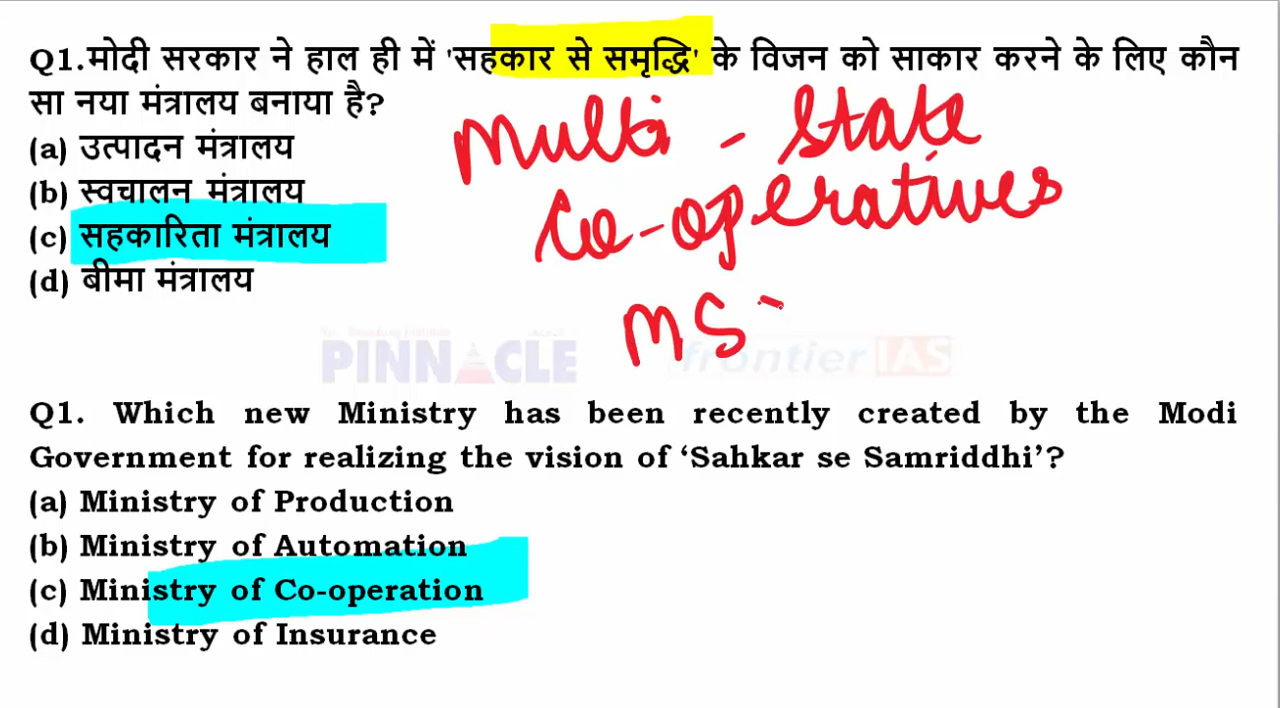 Q1.मोदी सरकार ने हाल ही में 'सहकार से समृद्धि' के विजन को साकार करने के लिए कौन
सा नया मंत्रालय बनाया है?
(a) उत्पादन मंत्रालय
(b) स्वचालन मंत्रालय
(c) सहकारिता मंत्रालय
(d) बीमा मंत्रालय
Multi - State
Co-operatives
MS
PINNACLE frontier IAS
Q1. Which new Ministry has been recently created by the Modi
Government for realizing the vision of ‘Sahkar se Samriddhi’?
(a) Ministry of Production
(b) Ministry of Automation
(c) Ministry of Co-operation
(d) Ministry of Insurance